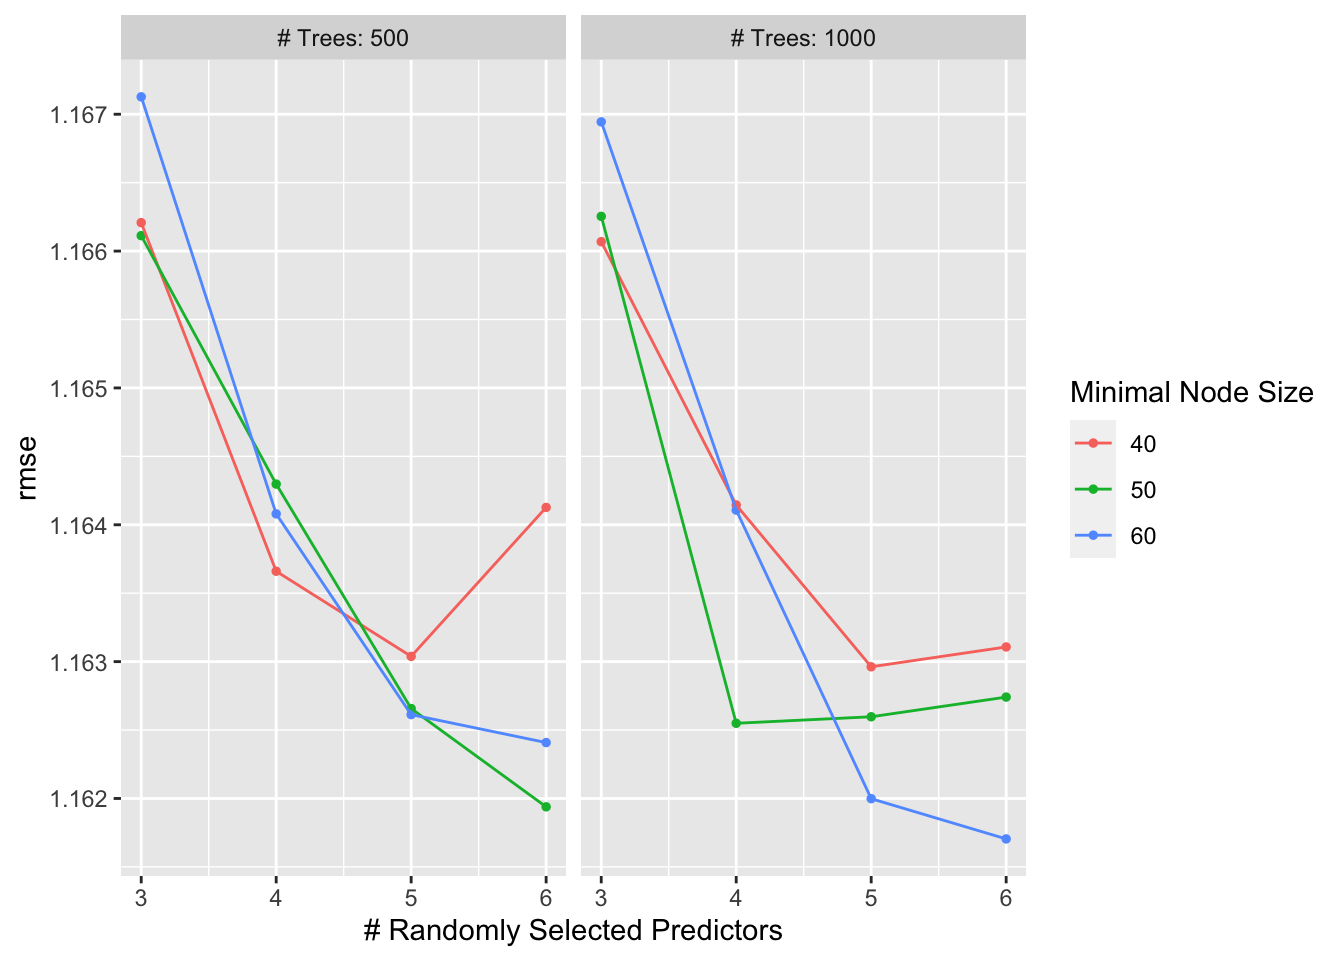 # Trees: 500
# Trees: 1000
1.167
1.166
1.165
1.164
1.163
1.162
rmse
3 4 5 6
3 4 5 6
# Randomly Selected Predictors
Minimal Node Size
40
50
60